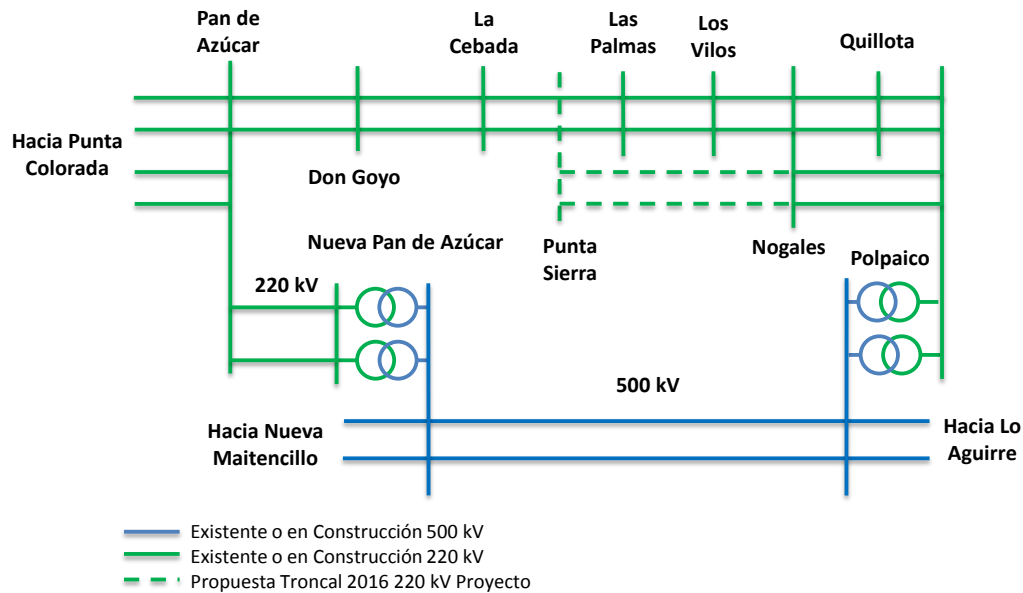 Pan de
Azúcar
La
Cebada
Las
Palmas
Los
Vilos
Quillota
Hacia Punta
Colorada
Don Goyo
Nueva Pan de Azúcar
Punta
Sierra
Nogales
Polpaico
220 kV
500 kV
Hacia Nueva
Maitencillo
Hacia Lo
Aguirre
Existente o en Construcción 500 kV
Existente o en Construcción 220 kV
Propuesta Troncal 2016 220 kV Proyecto